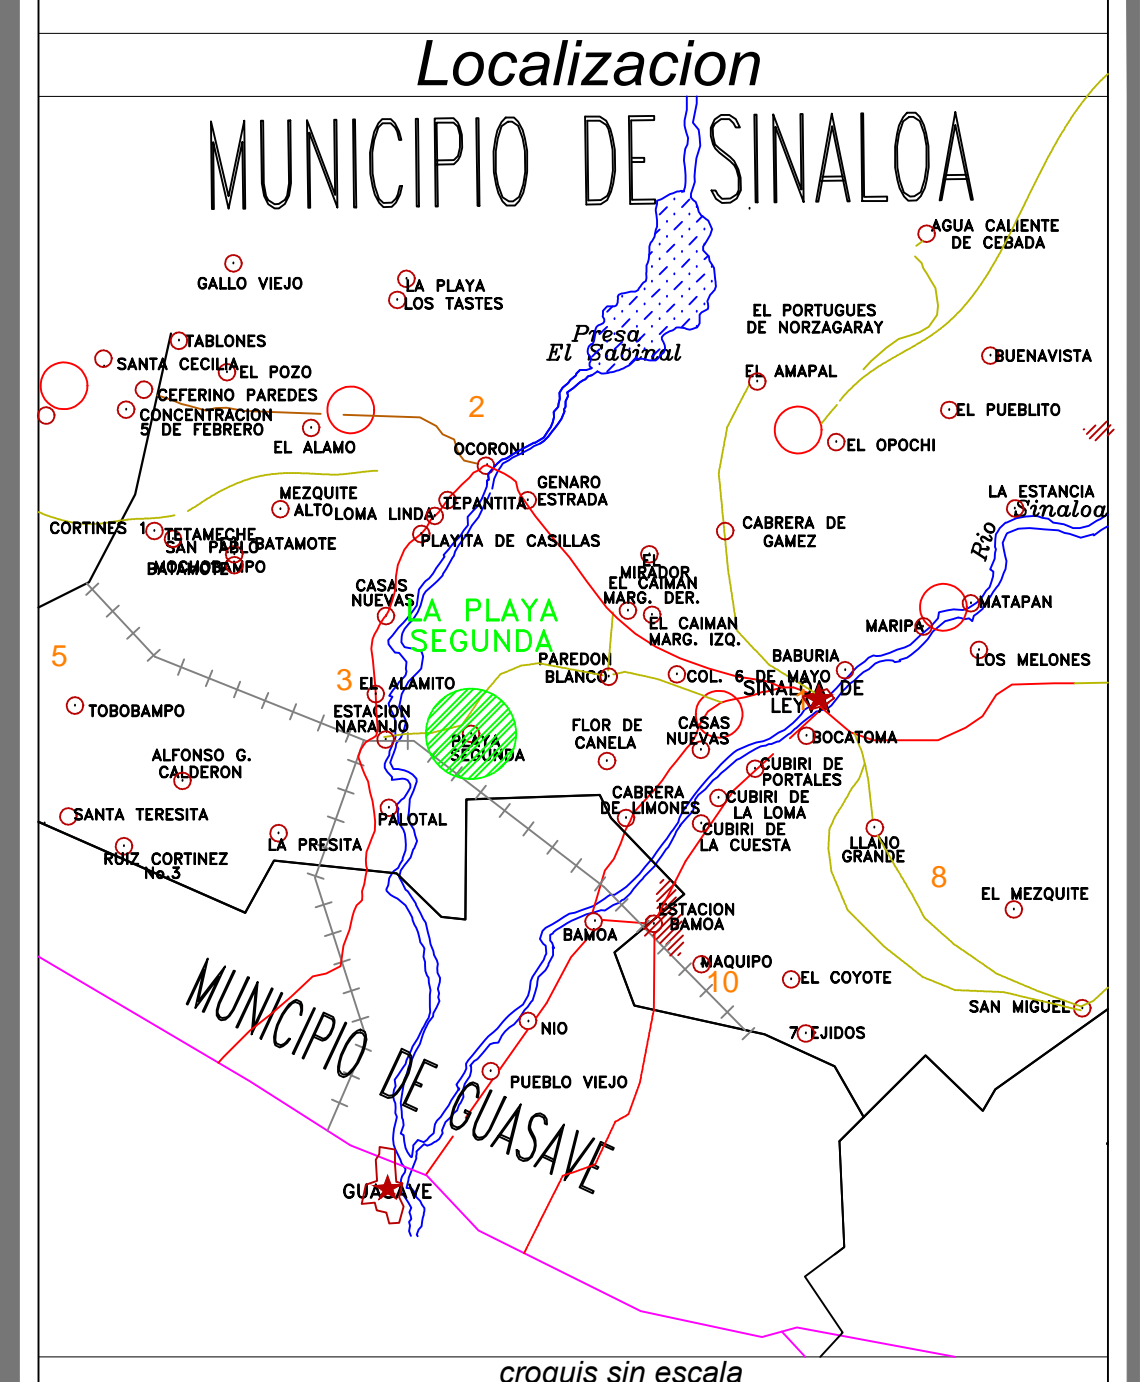 Localizacion
MUNICIPIO DE SINALOA
AGUA CALIENTE
DE CEBADA
GALLO VIEJO
LA PLAYA
LOS TASTES
EL PORTUGUES
DE NORZAGARAY
Presa
El Sabinal
TABLONES
SANTA CECILIA
EL POZO
BUENAVISTA
EL AMAPAL
CEFERINO PAREDES
CONCENTRACION
5 DE FEBRERO
2
EL PUEBLITO
EL ALAMO
OCORONI
EL OPOCHI
MEZQUITE
ALTO
LOMA LINDA
TEPANTITA
GENARO
ESTRADA
LA ESTANCIA
Rio
Sinaloa
CORTINES 1
TETAMECHE
SAN PABLO
BATAMOTE
MOCHOBAMPO
BATAMOTE
PLAYITA DE CASILLAS
CABRERA DE
GAMEZ
EL
MIRADOR
EL CAIMAN
MARG. DER.
CASAS
NUEVAS
LA PLAYA
SEGUNDA
EL CAIMAN
MARG. IZQ.
MATAPAN
MARIPA
5
3
PAREDON
BLANCO
BABURIA
LOS MELONES
COL. 6 DE MAYO
EL ALAMITO
SINALOA DE
LEYVA
TOBOBAMPO
ESTACION
NARANJO
FLOR DE
CANELA
CASAS
NUEVAS
BOCATOMA
PLAYA
SEGUNDA
ALFONSO G.
CALDERON
CUBIRI DE
PORTALES
CABRERA
DE LIMONES
CUBIRI DE
LA LOMA
SANTA TERESITA
PALOTAL
CUBIRI DE
LA CUESTA
LA PRESITA
LLANO
GRANDE
RUIZ CORTINEZ
No.3
8
EL MEZQUITE
ESTACION
BAMOA
BAMOA
MAQUIPO
10
EL COYOTE
SAN MIGUEL
NIO
7 EJIDOS
MUNICIPIO DE GUASAVE
PUEBLO VIEJO
GUASAVE
croquis sin escala